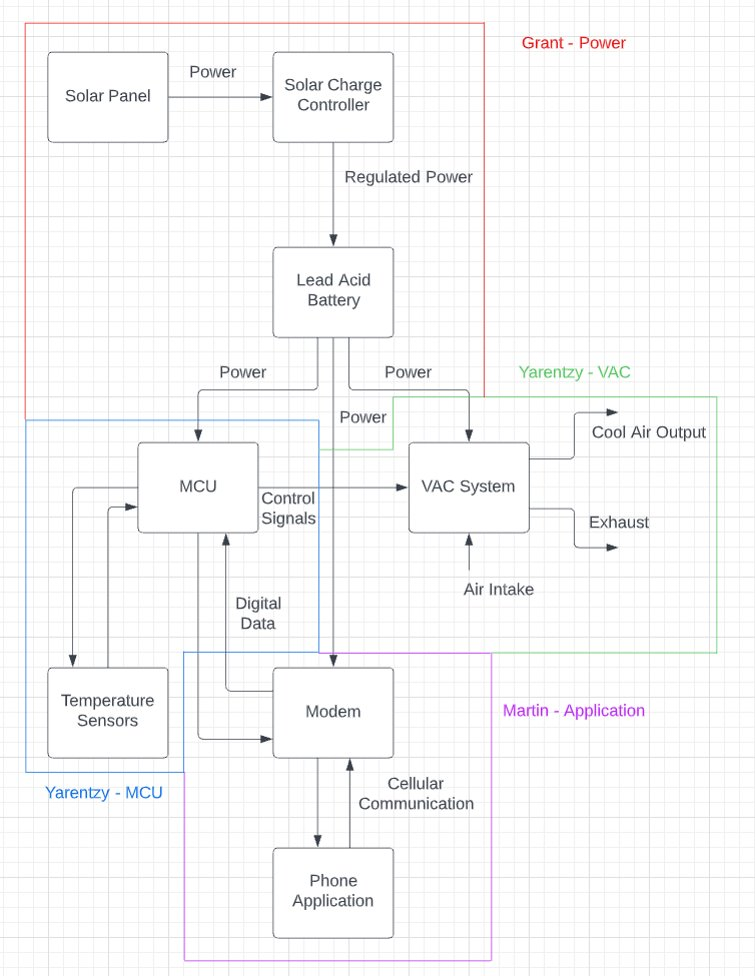 Grant - Power
Solar Panel
Power
Solar Charge
Controller
Regulated Power
Lead Acid
Battery
Power
Power
Power
Yarentzy - VAC
MCU
Control
Signals
VAC System
Cool Air Output
Exhaust
Air Intake
Digital
Data
Temperature
Sensors
Modem
Martin - Application
Yarentzy - MCU
Cellular
Communication
Phone
Application